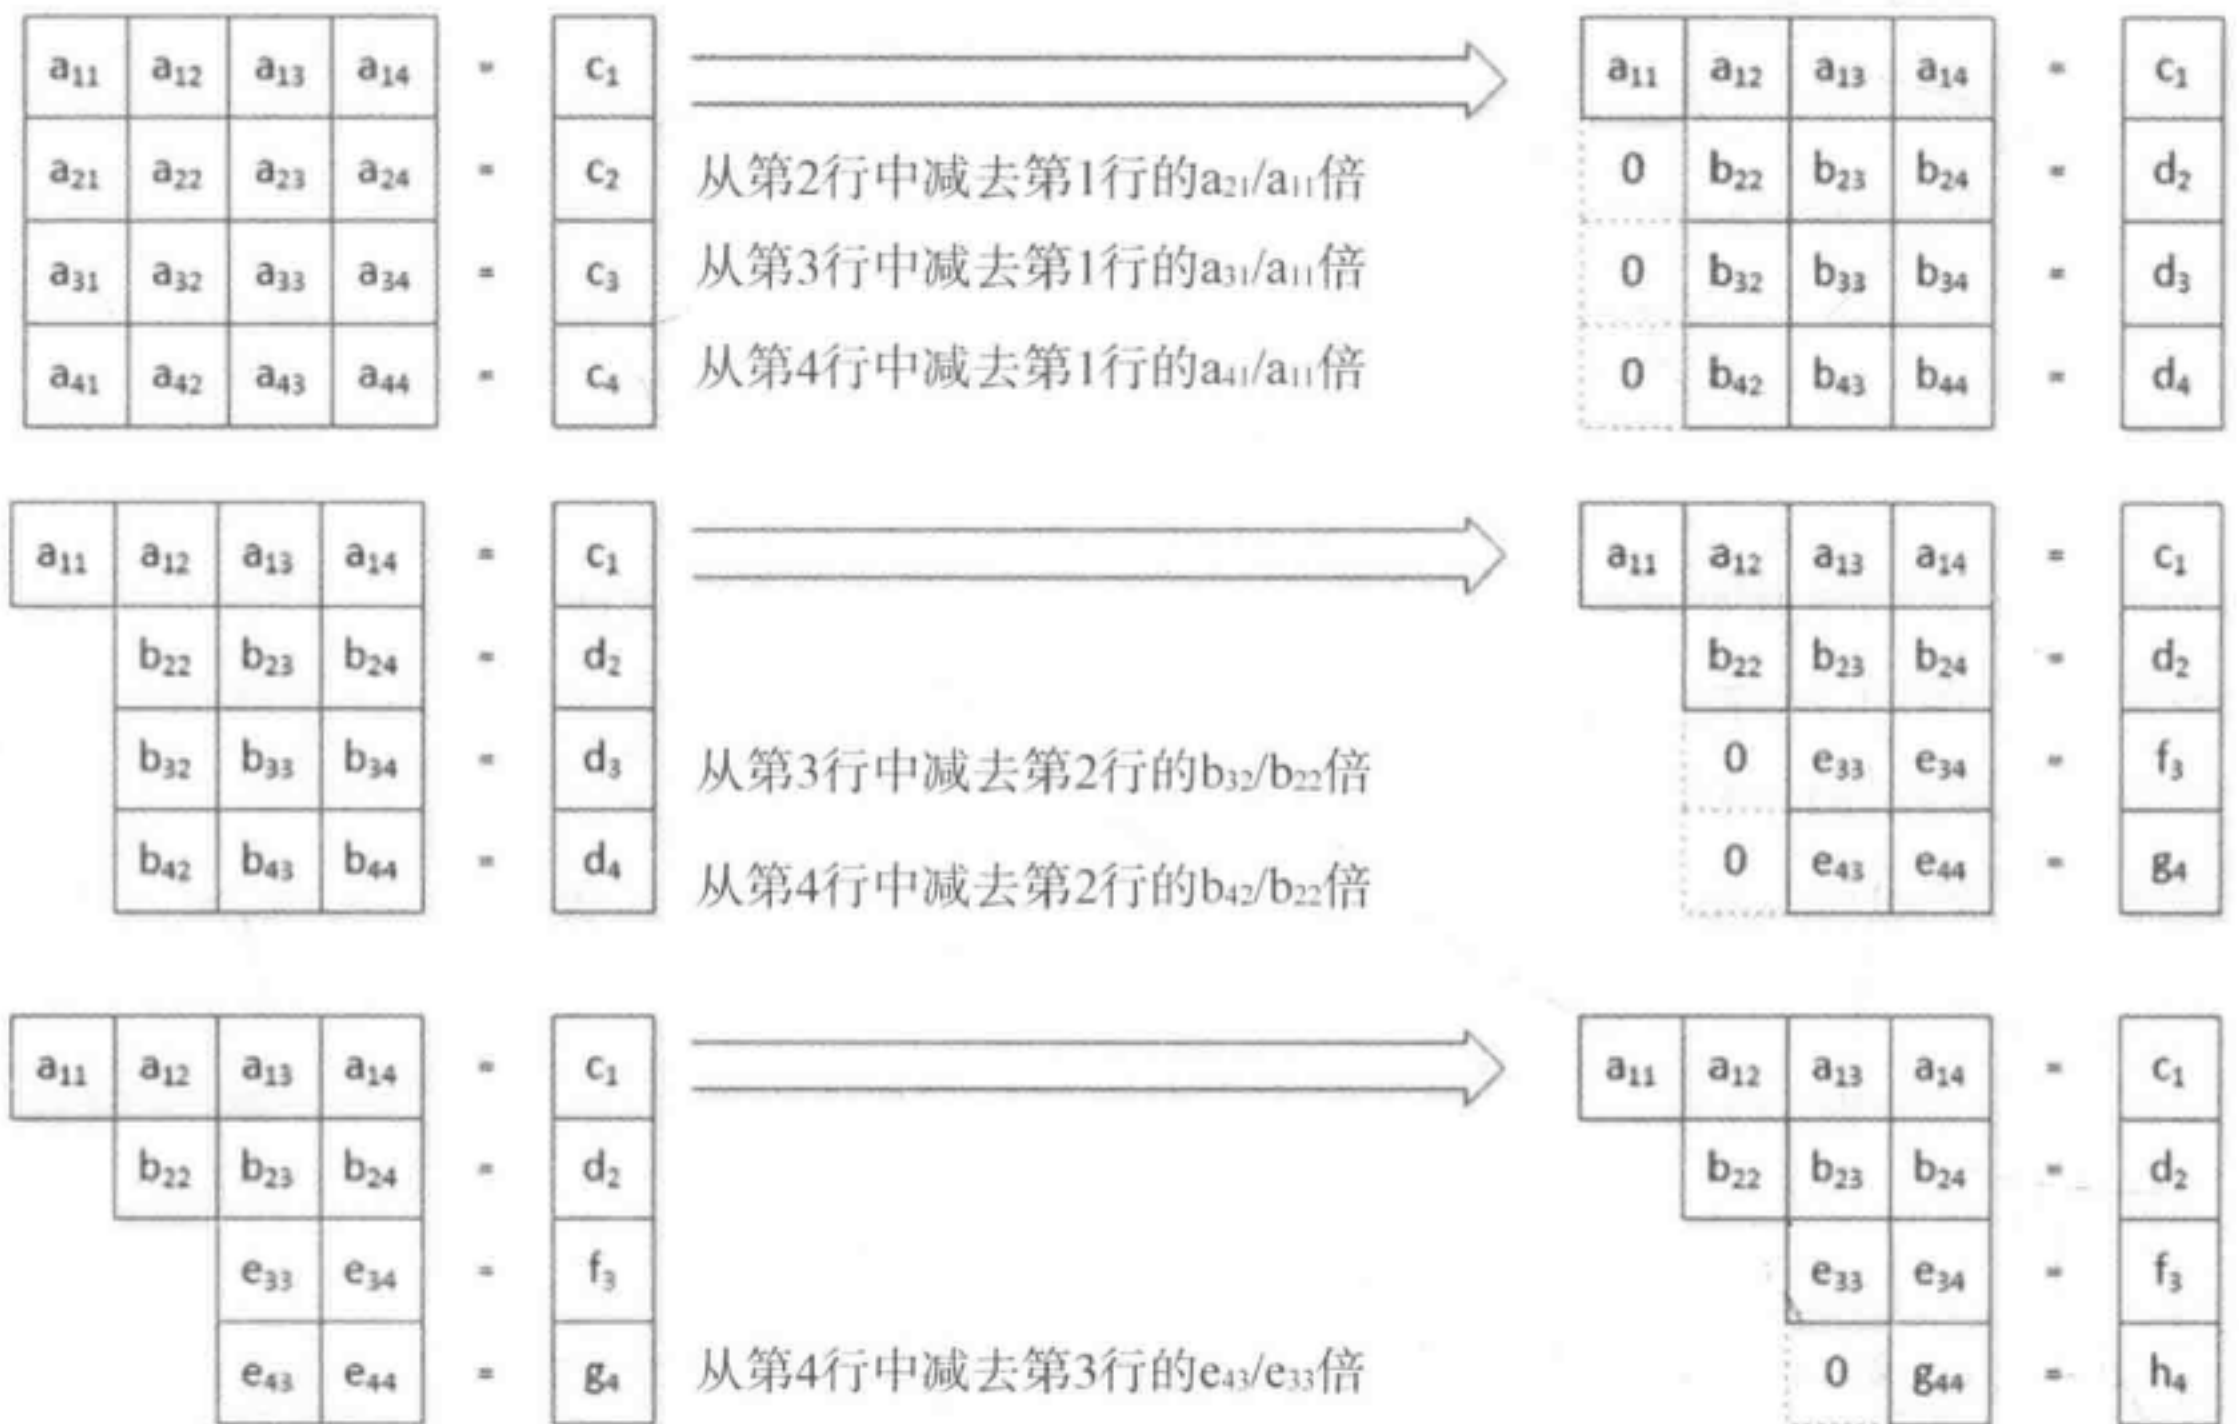 a₁₁ a₁₂ a₁₃ a₁₄ = c₁ a₁₁ a₁₂ a₁₃ a₁₄ = c₁
a₂₁ a₂₂ a₂₃ a₂₄ = c₂ 从第2行中减去第1行的a₂₁/a₁₁倍 0 b₂₂ b₂₃ b₂₄ = d₂
a₃₁ a₃₂ a₃₃ a₃₄ = c₃ 从第3行中减去第1行的a₃₁/a₁₁倍 0 b₃₂ b₃₃ b₃₄ = d₃
a₄₁ a₄₂ a₄₃ a₄₄ = c₄ 从第4行中减去第1行的a₄₁/a₁₁倍 0 b₄₂ b₄₃ b₄₄ = d₄
a₁₁ a₁₂ a₁₃ a₁₄ = c₁ a₁₁ a₁₂ a₁₃ a₁₄ = c₁
b₂₂ b₂₃ b₂₄ = d₂ b₂₂ b₂₃ b₂₄ = d₂
b₃₂ b₃₃ b₃₄ = d₃ 从第3行中减去第2行的b₃₂/b₂₂倍 0 e₃₃ e₃₄ = f₃
b₄₂ b₄₃ b₄₄ = d₄ 从第4行中减去第2行的b₄₂/b₂₂倍 0 e₄₃ e₄₄ = g₄
a₁₁ a₁₂ a₁₃ a₁₄ = c₁ a₁₁ a₁₂ a₁₃ a₁₄ = c₁
b₂₂ b₂₃ b₂₄ = d₂ b₂₂ b₂₃ b₂₄ = d₂
e₃₃ e₃₄ = f₃ e₃₃ e₃₄ = f₃
e₄₃ e₄₄ = g₄ 从第4行中减去第3行的e₄₃/e₃₃倍 0 g₄₄ = h₄